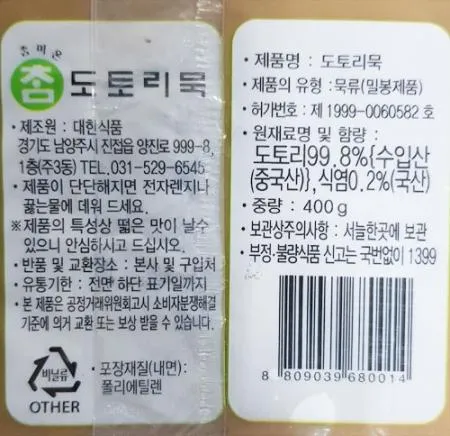 춤 미 온
춤 도토리묵
· 제조원 : 대한식품
경기도 남양주시 진접읍 양진로 999-8,
1층(주3동) TEL.031-529-6545
· 제품이 단단해지면 전자렌지나
끓는물에 데워 드세요.
※제품의 특성상 떫은 맛이 날수
있으니 안심하시고 드십시오.
· 반품 및 교환장소 : 본사 및 구입처
· 유통기한 : 전면 하단 표기일까지
· 본 제품은 공정거래위원회고시 소비자분쟁해결
기준에 의거 교환 또는 보상 받을 수 있습니다.
비닐류
OTHER
· 포장재질(내면):
폴리에틸렌
· 제품명 : 도토리묵
· 제품의 유형 : 묵류(밀봉제품)
· 허가번호 : 제 1999-0060582 호
· 원재료명 및 함량 :
도토리99.8%{수입산
(중국산)},식염0.2%(국산)
· 중량 : 400g
· 보관상주의사항 : 서늘한곳에 보관
· 부정·불량식품 신고는 국번없이 1399
8 809039 680014